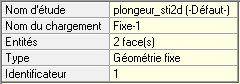 Nom d'étude plongeur_sti2d (-Défaut-)
Nom du chargement Fixe-1
Entités 2 face(s)
Type Géométrie fixe
Identificateur 1